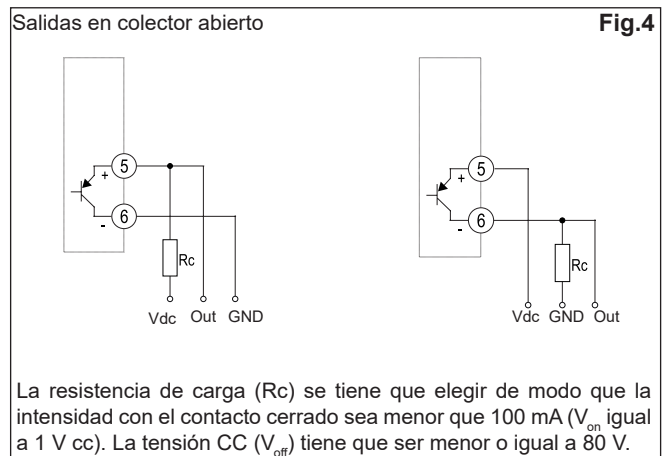 Salidas en colector abierto
Fig.4
+ 5
- 6
Rc
Vdc Out GND
+ 5
- 6
Rc
Vdc GND Out
La resistencia de carga (Rc) se tiene que elegir de modo que la
intensidad con el contacto cerrado sea menor que 100 mA (Von igual
a 1 V cc). La tensión CC (Voff) tiene que ser menor o igual a 80 V.